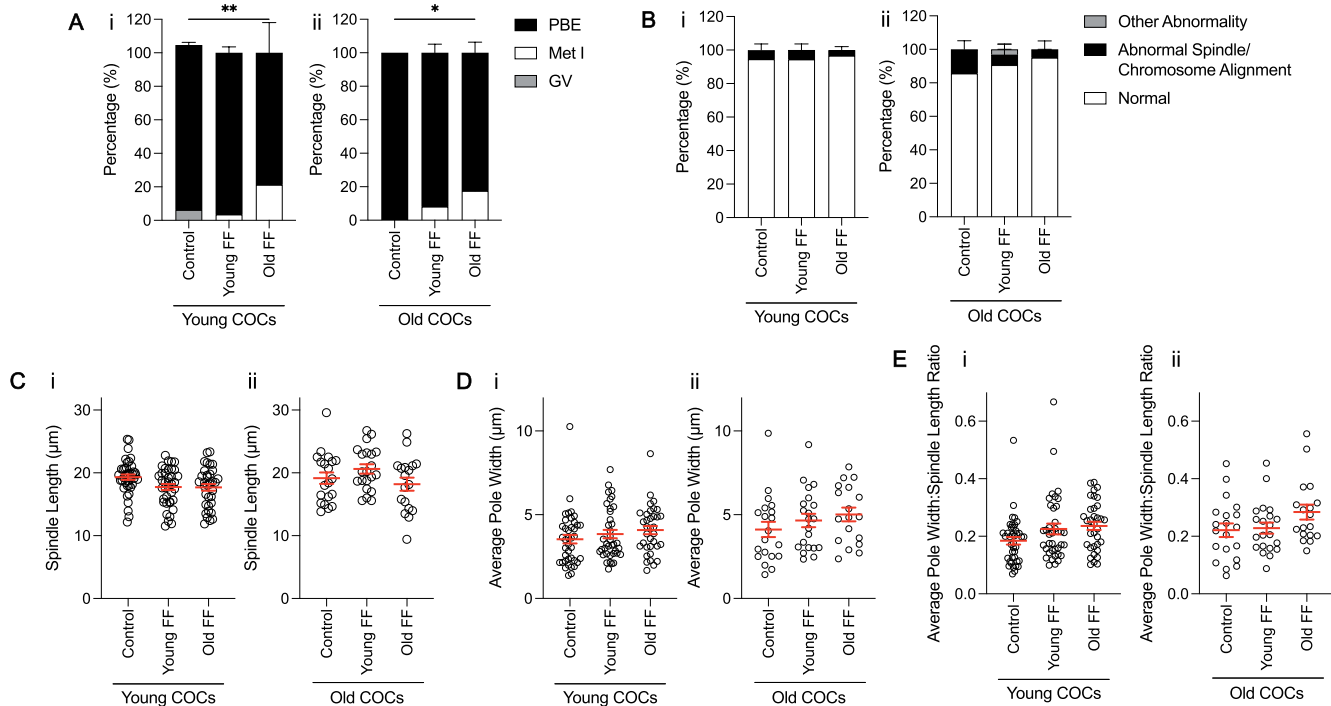 A
i
**
ii
*
PBE
Met I
GV
Percentage (%)
120
100
80
60
40
20
0
Control
Young FF
Old FF
Young COCs
Percentage (%)
120
100
80
60
40
20
0
Control
Young FF
Old FF
Old COCs
B
i
ii
Other Abnormality
Abnormal Spindle/
Chromosome Alignment
Normal
Percentage (%)
120
100
80
60
40
20
0
Control
Young FF
Old FF
Young COCs
Percentage (%)
120
100
80
60
40
20
0
Control
Young FF
Old FF
Old COCs
C
i
Spindle Length (μm)
30
20
10
0
Control
Young FF
Old FF
Young COCs
ii
Spindle Length (μm)
30
20
10
0
Control
Young FF
Old FF
Old COCs
D
i
Average Pole Width (μm)
10
5
0
Control
Young FF
Old FF
Young COCs
ii
Average Pole Width (μm)
10
5
0
Control
Young FF
Old FF
Old COCs
E
i
Average Pole Width:Spindle Length Ratio
0.6
0.4
0.2
0.0
Control
Young FF
Old FF
Young COCs
ii
Average Pole Width:Spindle Length Ratio
0.6
0.4
0.2
0.0
Control
Young FF
Old FF
Old COCs